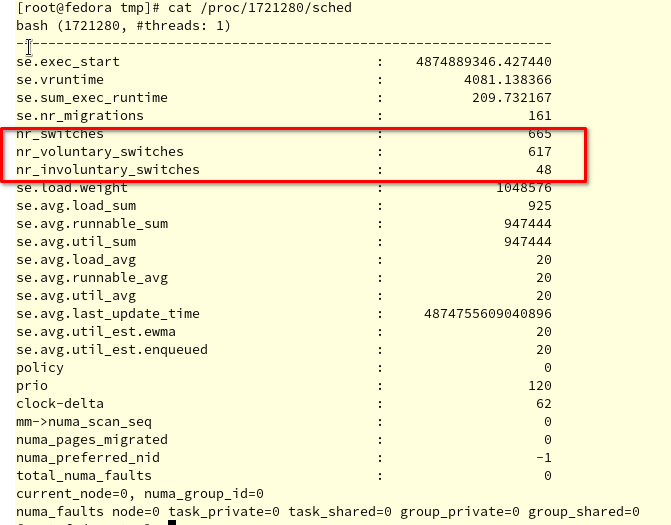 [root@fedora tmp]# cat /proc/1721280/sched
bash (1721280, #threads: 1)
-------------------------------------------------------------------
se.exec_start                                :    4874889346.427440
se.vruntime                                  :          4081.138366
se.sum_exec_runtime                          :           209.732167
se.nr_migrations                             :                  161
nr_switches                                  :                  665
nr_voluntary_switches                        :                  617
nr_involuntary_switches                      :                   48
se.load.weight                               :              1048576
se.avg.load_sum                              :                  925
se.avg.runnable_sum                          :               947444
se.avg.util_sum                              :               947444
se.avg.load_avg                              :                   20
se.avg.runnable_avg                          :                   20
se.avg.util_avg                              :                   20
se.avg.last_update_time                      :     4874755609040896
se.avg.util_est.ewma                         :                   20
se.avg.util_est.enqueued                     :                   20
policy                                       :                    0
prio                                         :                  120
clock-delta                                  :                   62
mm->numa_scan_seq                            :                    0
numa_pages_migrated                          :                    0
numa_preferred_nid                           :                   -1
total_numa_faults                            :                    0
current_node=0, numa_group_id=0
numa_faults node=0 task_private=0 task_shared=0 group_private=0 group_shared=0